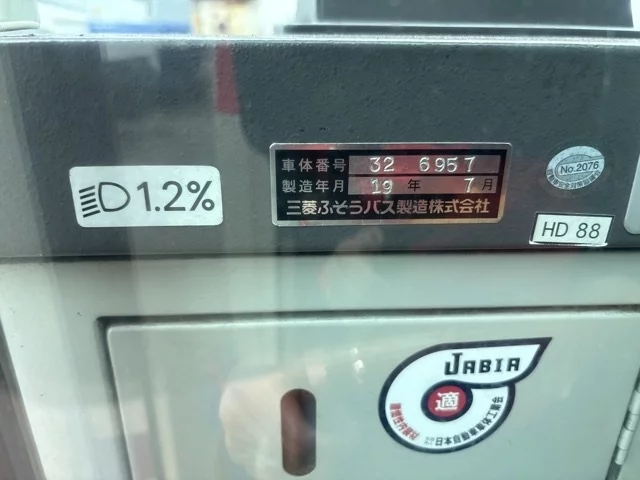 車体番号 32 6957
製造年月 19 年 7 月
三菱ふそうバス製造株式会社
1.2%
No.2076
HD 88
JABIA
適
日本自動車車体工業会